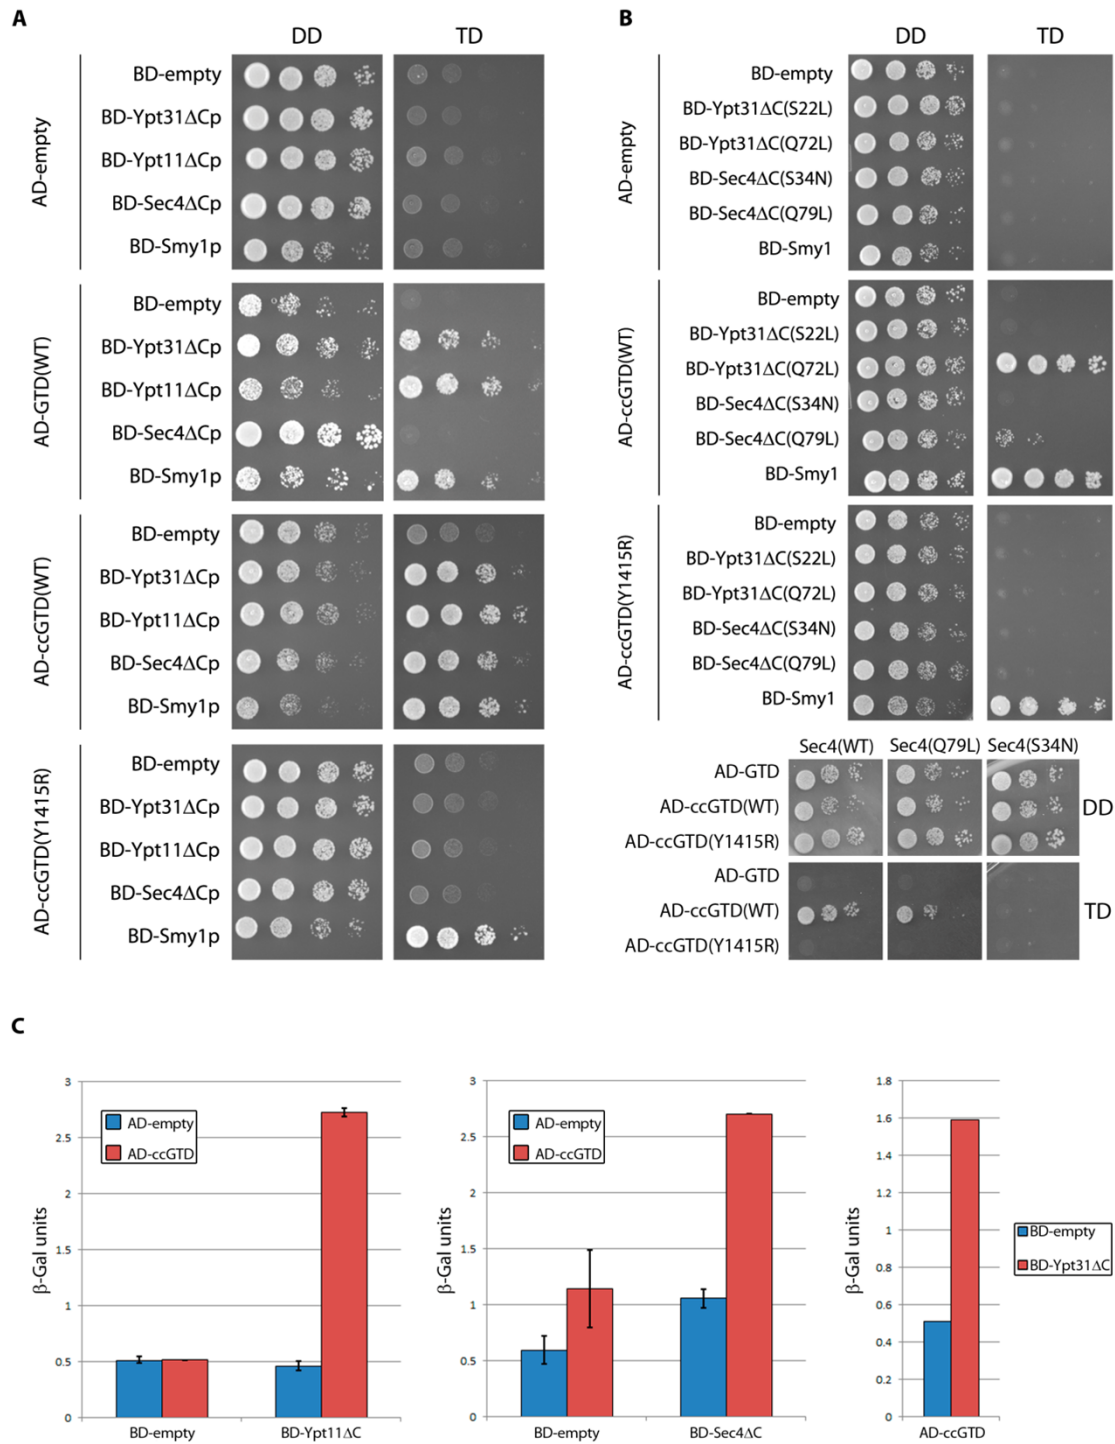 A
DD
TD
AD-empty
BD-empty
BD-Ypt31ΔCp
BD-Ypt11ΔCp
BD-Sec4ΔCp
BD-Smy1p
AD-GTD(WT)
BD-empty
BD-Ypt31ΔCp
BD-Ypt11ΔCp
BD-Sec4ΔCp
BD-Smy1p
AD-ccGTD(WT)
BD-empty
BD-Ypt31ΔCp
BD-Ypt11ΔCp
BD-Sec4ΔCp
BD-Smy1p
AD-ccGTD(Y1415R)
BD-empty
BD-Ypt31ΔCp
BD-Ypt11ΔCp
BD-Sec4ΔCp
BD-Smy1p
B
DD
TD
AD-empty
BD-empty
BD-Ypt31ΔC(S22L)
BD-Ypt31ΔC(Q72L)
BD-Sec4ΔC(S34N)
BD-Sec4ΔC(Q79L)
BD-Smy1
AD-ccGTD(WT)
BD-empty
BD-Ypt31ΔC(S22L)
BD-Ypt31ΔC(Q72L)
BD-Sec4ΔC(S34N)
BD-Sec4ΔC(Q79L)
BD-Smy1
AD-ccGTD(Y1415R)
BD-empty
BD-Ypt31ΔC(S22L)
BD-Ypt31ΔC(Q72L)
BD-Sec4ΔC(S34N)
BD-Sec4ΔC(Q79L)
BD-Smy1
Sec4(WT) Sec4(Q79L) Sec4(S34N)
AD-GTD
AD-ccGTD(WT)
AD-ccGTD(Y1415R)
DD
AD-GTD
AD-ccGTD(WT)
AD-ccGTD(Y1415R)
TD
C
β-Gal units
3
2.5
2
1.5
1
0.5
0
AD-empty
AD-ccGTD
BD-empty BD-Ypt11ΔC
β-Gal units
3
2.5
2
1.5
1
0.5
0
AD-empty
AD-ccGTD
BD-empty BD-Sec4ΔC
β-Gal units
1.8
1.6
1.4
1.2
1
0.8
0.6
0.4
0.2
0
AD-ccGTD
BD-empty
BD-Ypt31ΔC